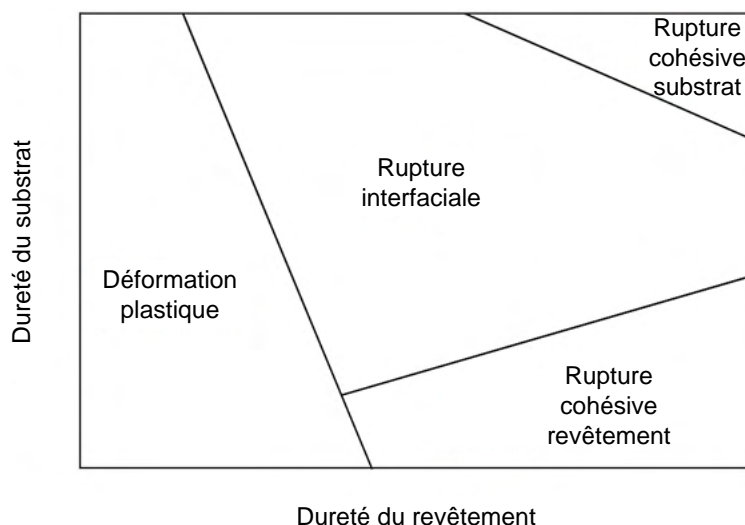 Rupture
cohésive
substrat
Rupture
interfaciale
Dureté du substrat
Déformation
plastique
Rupture
cohésive
revêtement
Dureté du revêtement